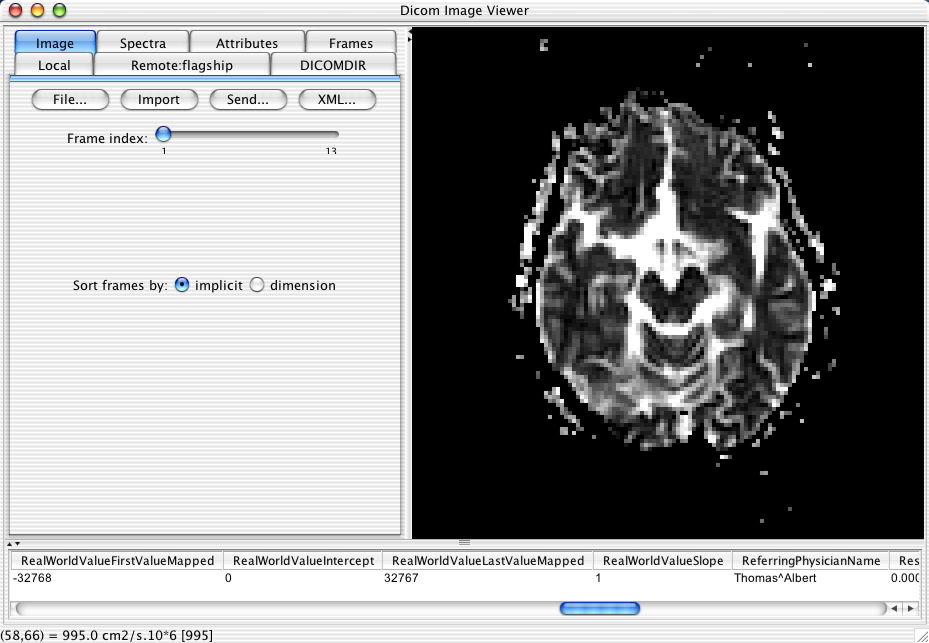 Dicom Image Viewer
Image Spectra Attributes Frames
Local Remote:flagship DICOMDIR
File... Import Send... XML...
Frame index:
1 13
Sort frames by: implicit dimension
RealWorldValueFirstValueMapped RealWorldValueIntercept RealWorldValueLastValueMapped RealWorldValueSlope ReferringPhysicianName Res
-32768 0 32767 1 Thomas^Albert 0.000
(58,66) = 995.0 cm2/s.10*6 [995]